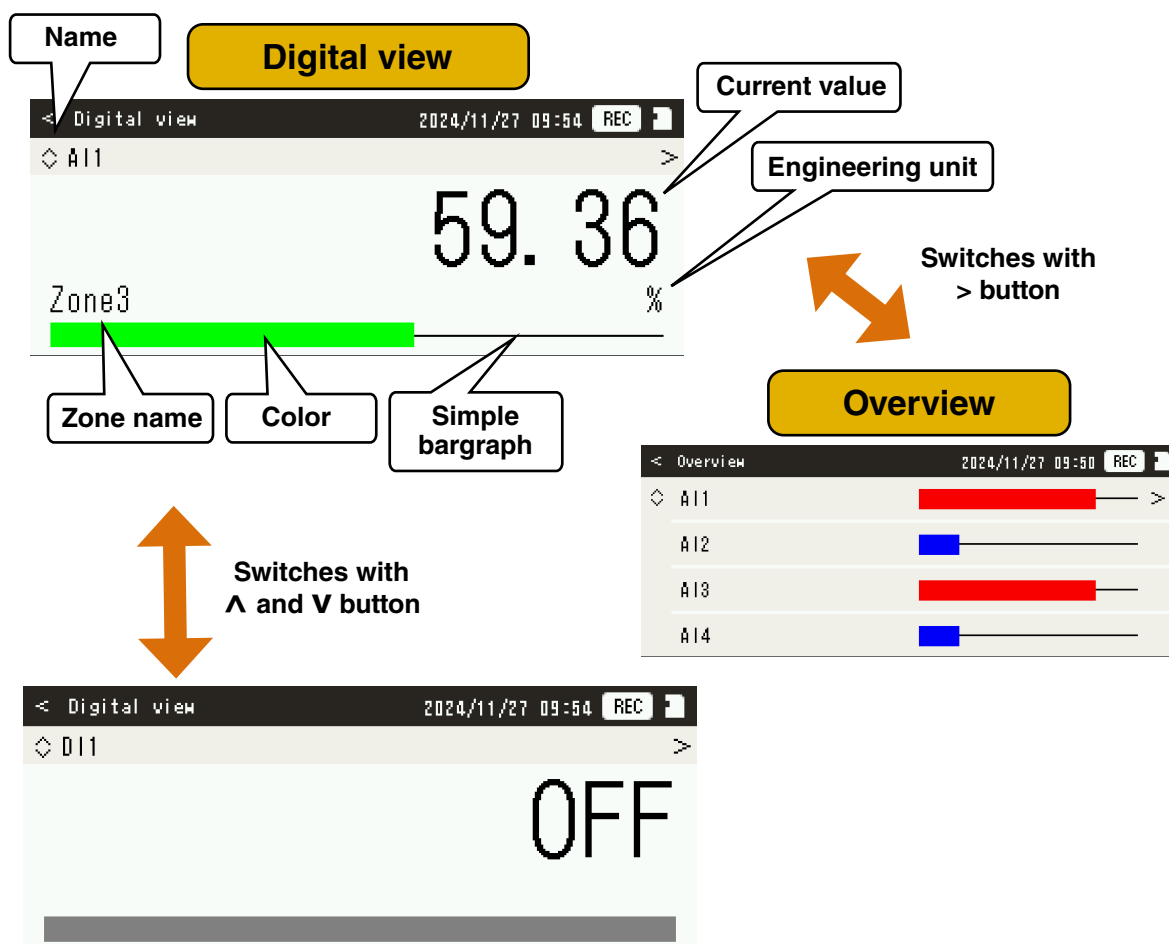 Name
Digital view
Current value
< Digital view 2024/11/27 09:54 REC
◇ AI1 >
Engineering unit
59.36
Zone3 %
Switches with
> button
Zone name
Color
Simple
bargraph
Overview
< Overview 2024/11/27 09:50 REC
◇ AI1 >
AI2
AI3
AI4
Switches with
∧ and ∨ button
< Digital view 2024/11/27 09:54 REC
◇ DI1 >
OFF